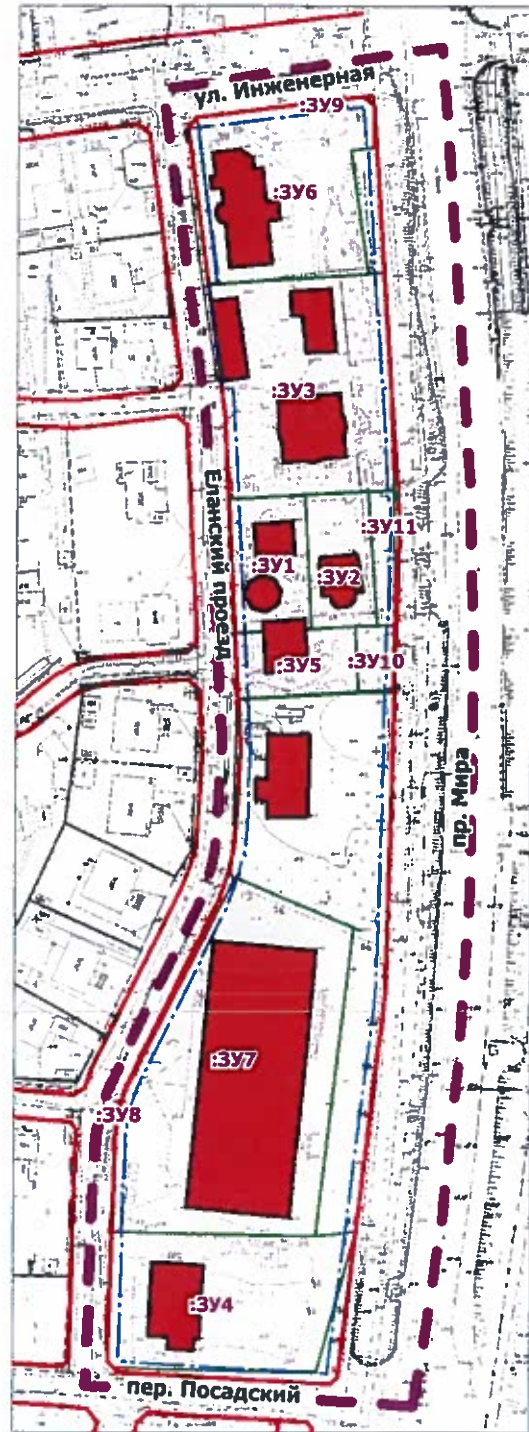 ул. Инженерная
:ЗУ9
:ЗУ6
:ЗУ3
:ЗУ11
:ЗУ1
:ЗУ2
Еланский проезд
:ЗУ5
:ЗУ10
пр. Мира
:ЗУ7
:ЗУ8
:ЗУ4
пер. Посадский